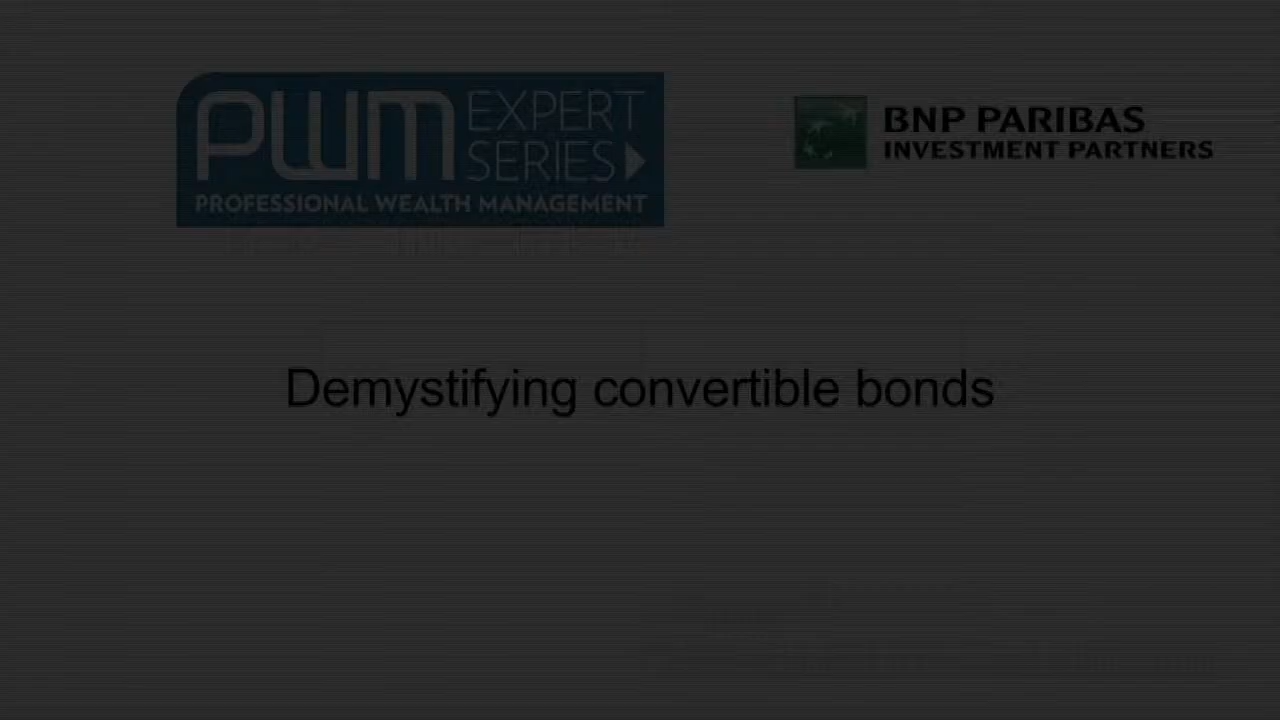 PWM EXPERT
SERIES
PROFESSIONAL WEALTH MANAGEMENT
BNP PARIBAS
INVESTMENT PARTNERS
Demystifying convertible bonds